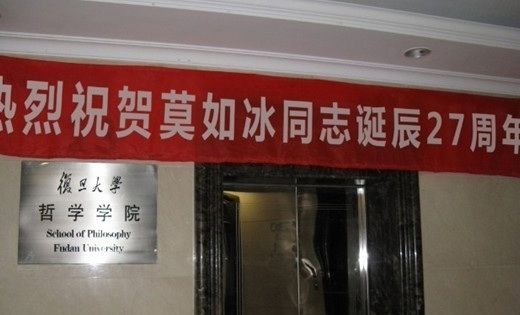 热烈祝贺莫如冰同志诞辰27周年
復旦大学
哲学学院
School of Philosophy
Fudan University